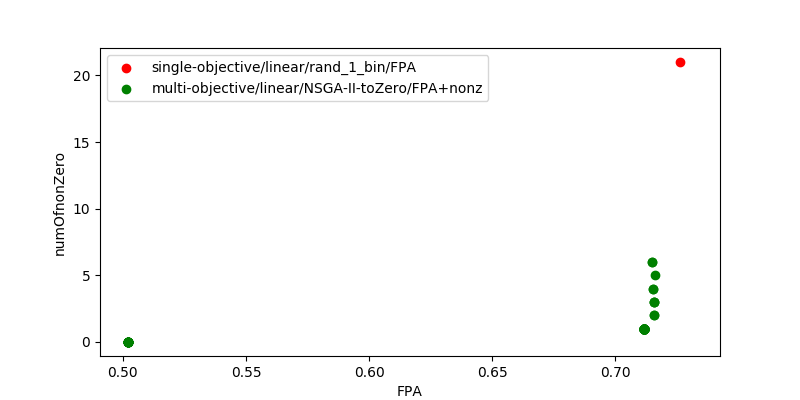 single-objective/linear/rand_1_bin/FPA
multi-objective/linear/NSGA-II-toZero/FPA+nonz
numOfnonZero
20
15
10
5
0
0.50 0.55 0.60 0.65 0.70
FPA